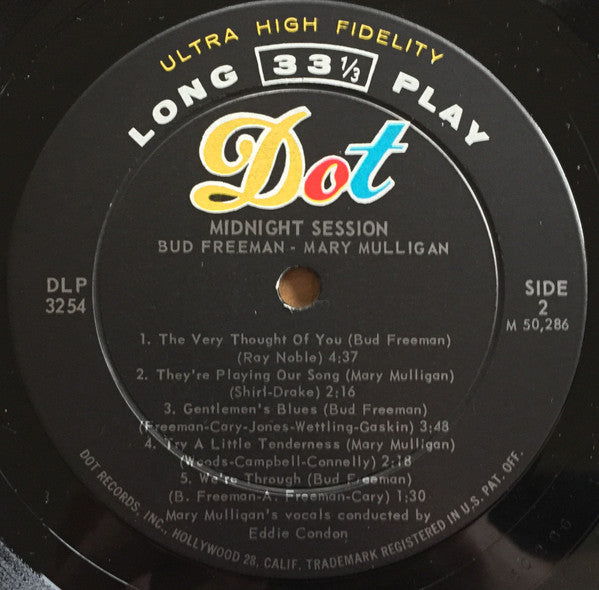 ULTRA HIGH FIDELITY
LONG 33 1/3 PLAY
Dot
MIDNIGHT SESSION
BUD FREEMAN - MARY MULLIGAN
DLP
3254
SIDE
2
M 50,286
1. The Very Thought Of You (Bud Freeman)
(Ray Noble) 4:37
2. They're Playing Our Song (Mary Mulligan)
(Shirl-Drake) 2:16
3. Gentlemen's Blues (Bud Freeman)
(Freeman-Cary-Jones-Wettling-Gaskin) 3;48
4. Try A Little Tenderness (Mary Mulligan)
(Woods-Campbell-Connelly) 2:18
5. We're Through (Bud Freeman)
(B. Freeman-A. Freeman-Cary) 1:30
Mary Mulligan's vocals conducted by
Eddie Condon
DOT RECORDS, INC., HOLLYWOOD 28, CALIF. TRADEMARK REGISTERED IN U.S. PAT. OFF.